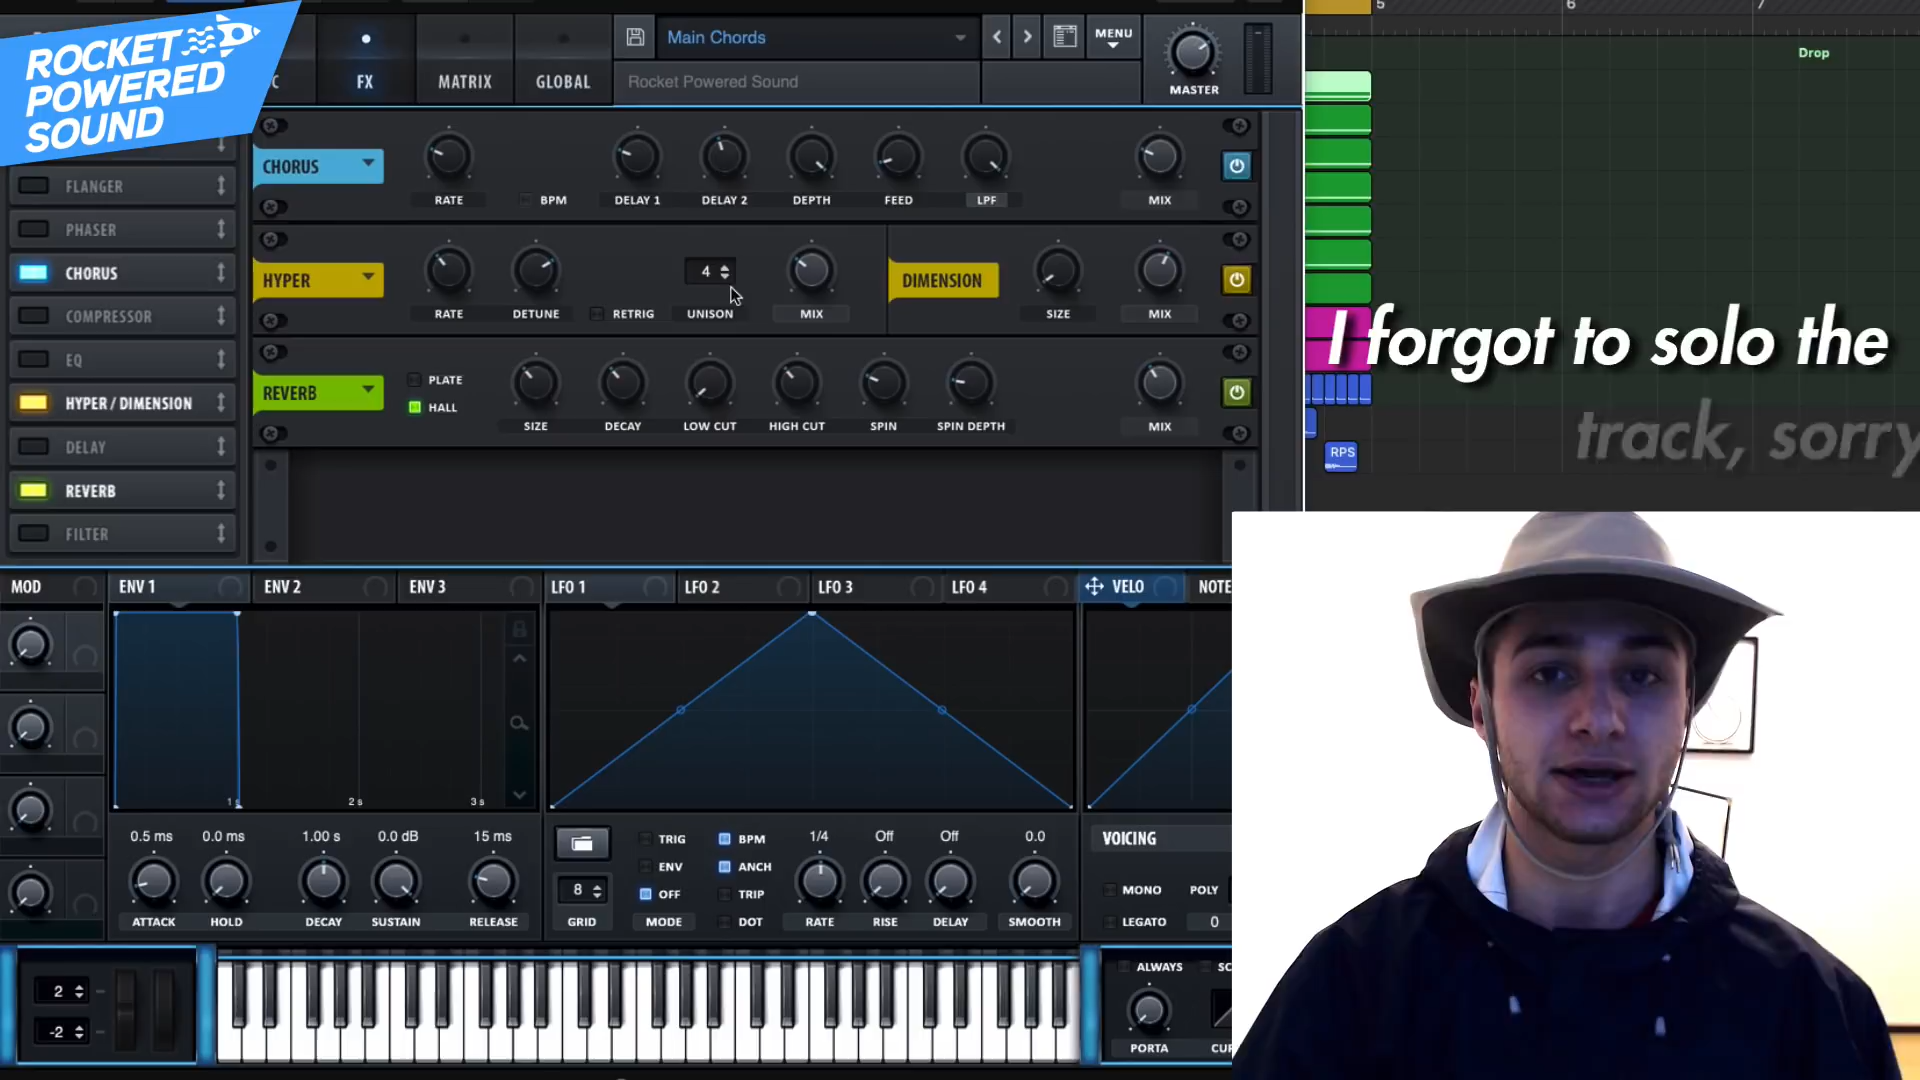 ROCKET
POWERED
SOUND
C
FX
MATRIX
GLOBAL
Main Chords
Rocket Powered Sound
MENU
MASTER
5
6
7
Drop
FLANGER
PHASER
CHORUS
COMPRESSOR
EQ
HYPER / DIMENSION
DELAY
REVERB
FILTER
CHORUS
RATE
BPM
DELAY 1
DELAY 2
DEPTH
FEED
LPF
MIX
HYPER
RATE
DETUNE
RETRIG
4
UNISON
MIX
DIMENSION
SIZE
MIX
REVERB
PLATE
HALL
SIZE
DECAY
LOW CUT
HIGH CUT
SPIN
SPIN DEPTH
MIX
I forgot to solo the
track, sorry
RPS
MOD
ENV 1
ENV 2
ENV 3
LFO 1
LFO 2
LFO 3
LFO 4
VELO
NOTE
1 s
2 s
3 s
0.5 ms
0.0 ms
1.00 s
0.0 dB
15 ms
ATTACK
HOLD
DECAY
SUSTAIN
RELEASE
8
GRID
TRIG
ENV
OFF
MODE
BPM
ANCH
TRIP
DOT
1/4
Off
Off
0.0
RATE
RISE
DELAY
SMOOTH
VOICING
MONO
POLY
LEGATO
0
2
-2
ALWAYS
SC
PORTA
CUR